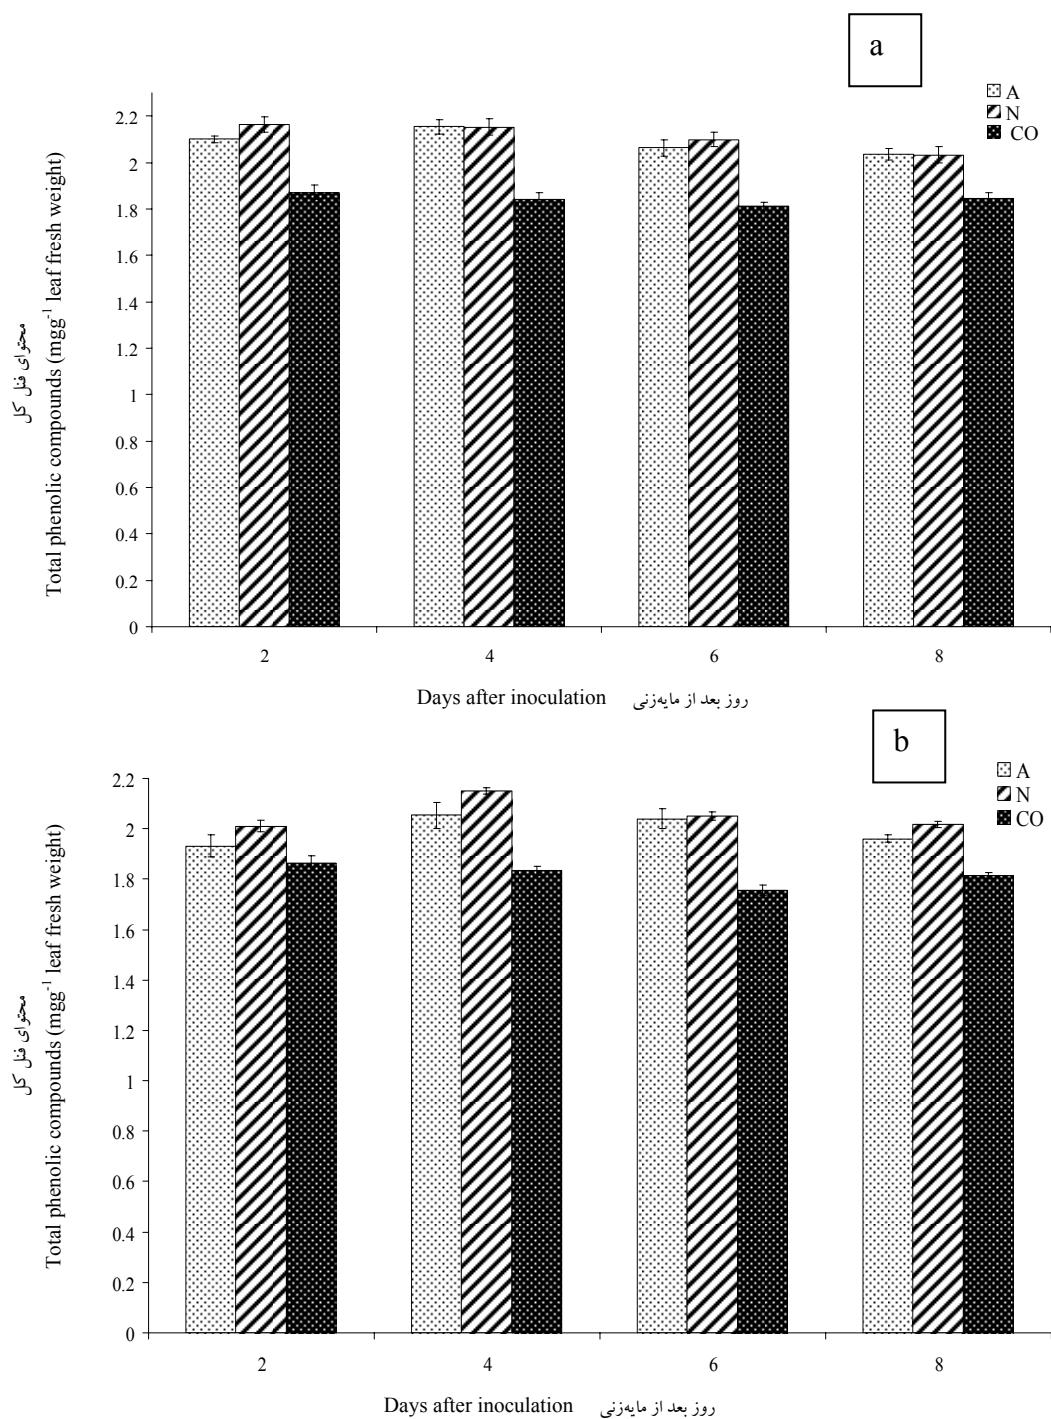 a
A
N
CO
2.2
2
1.8
1.6
1.4
1.2
1
0.8
0.6
0.4
0.2
0
محتوای فنل کل
Total phenolic compounds (mgg-1 leaf fresh weight)
2 4 6 8
Days after inoculation روز بعد از مایه‌زنی
b
A
N
CO
2.2
2
1.8
1.6
1.4
1.2
1
0.8
0.6
0.4
0.2
0
محتوای فنل کل
Total phenolic compounds (mgg-1 leaf fresh weight)
2 4 6 8
Days after inoculation روز بعد از مایه‌زنی